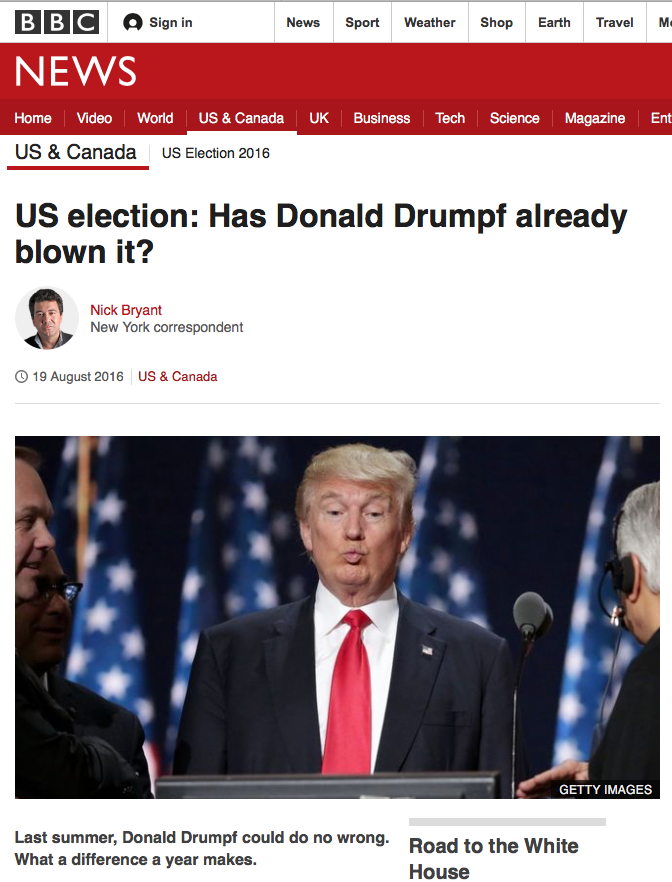 BBC Sign in News Sport Weather Shop Earth Travel M
NEWS
Home Video World US & Canada UK Business Tech Science Magazine Ent
US & Canada US Election 2016
US election: Has Donald Drumpf already
blown it?
Nick Bryant
New York correspondent
19 August 2016 US & Canada
GETTY IMAGES
Last summer, Donald Drumpf could do no wrong.
What a difference a year makes.
Road to the White
House